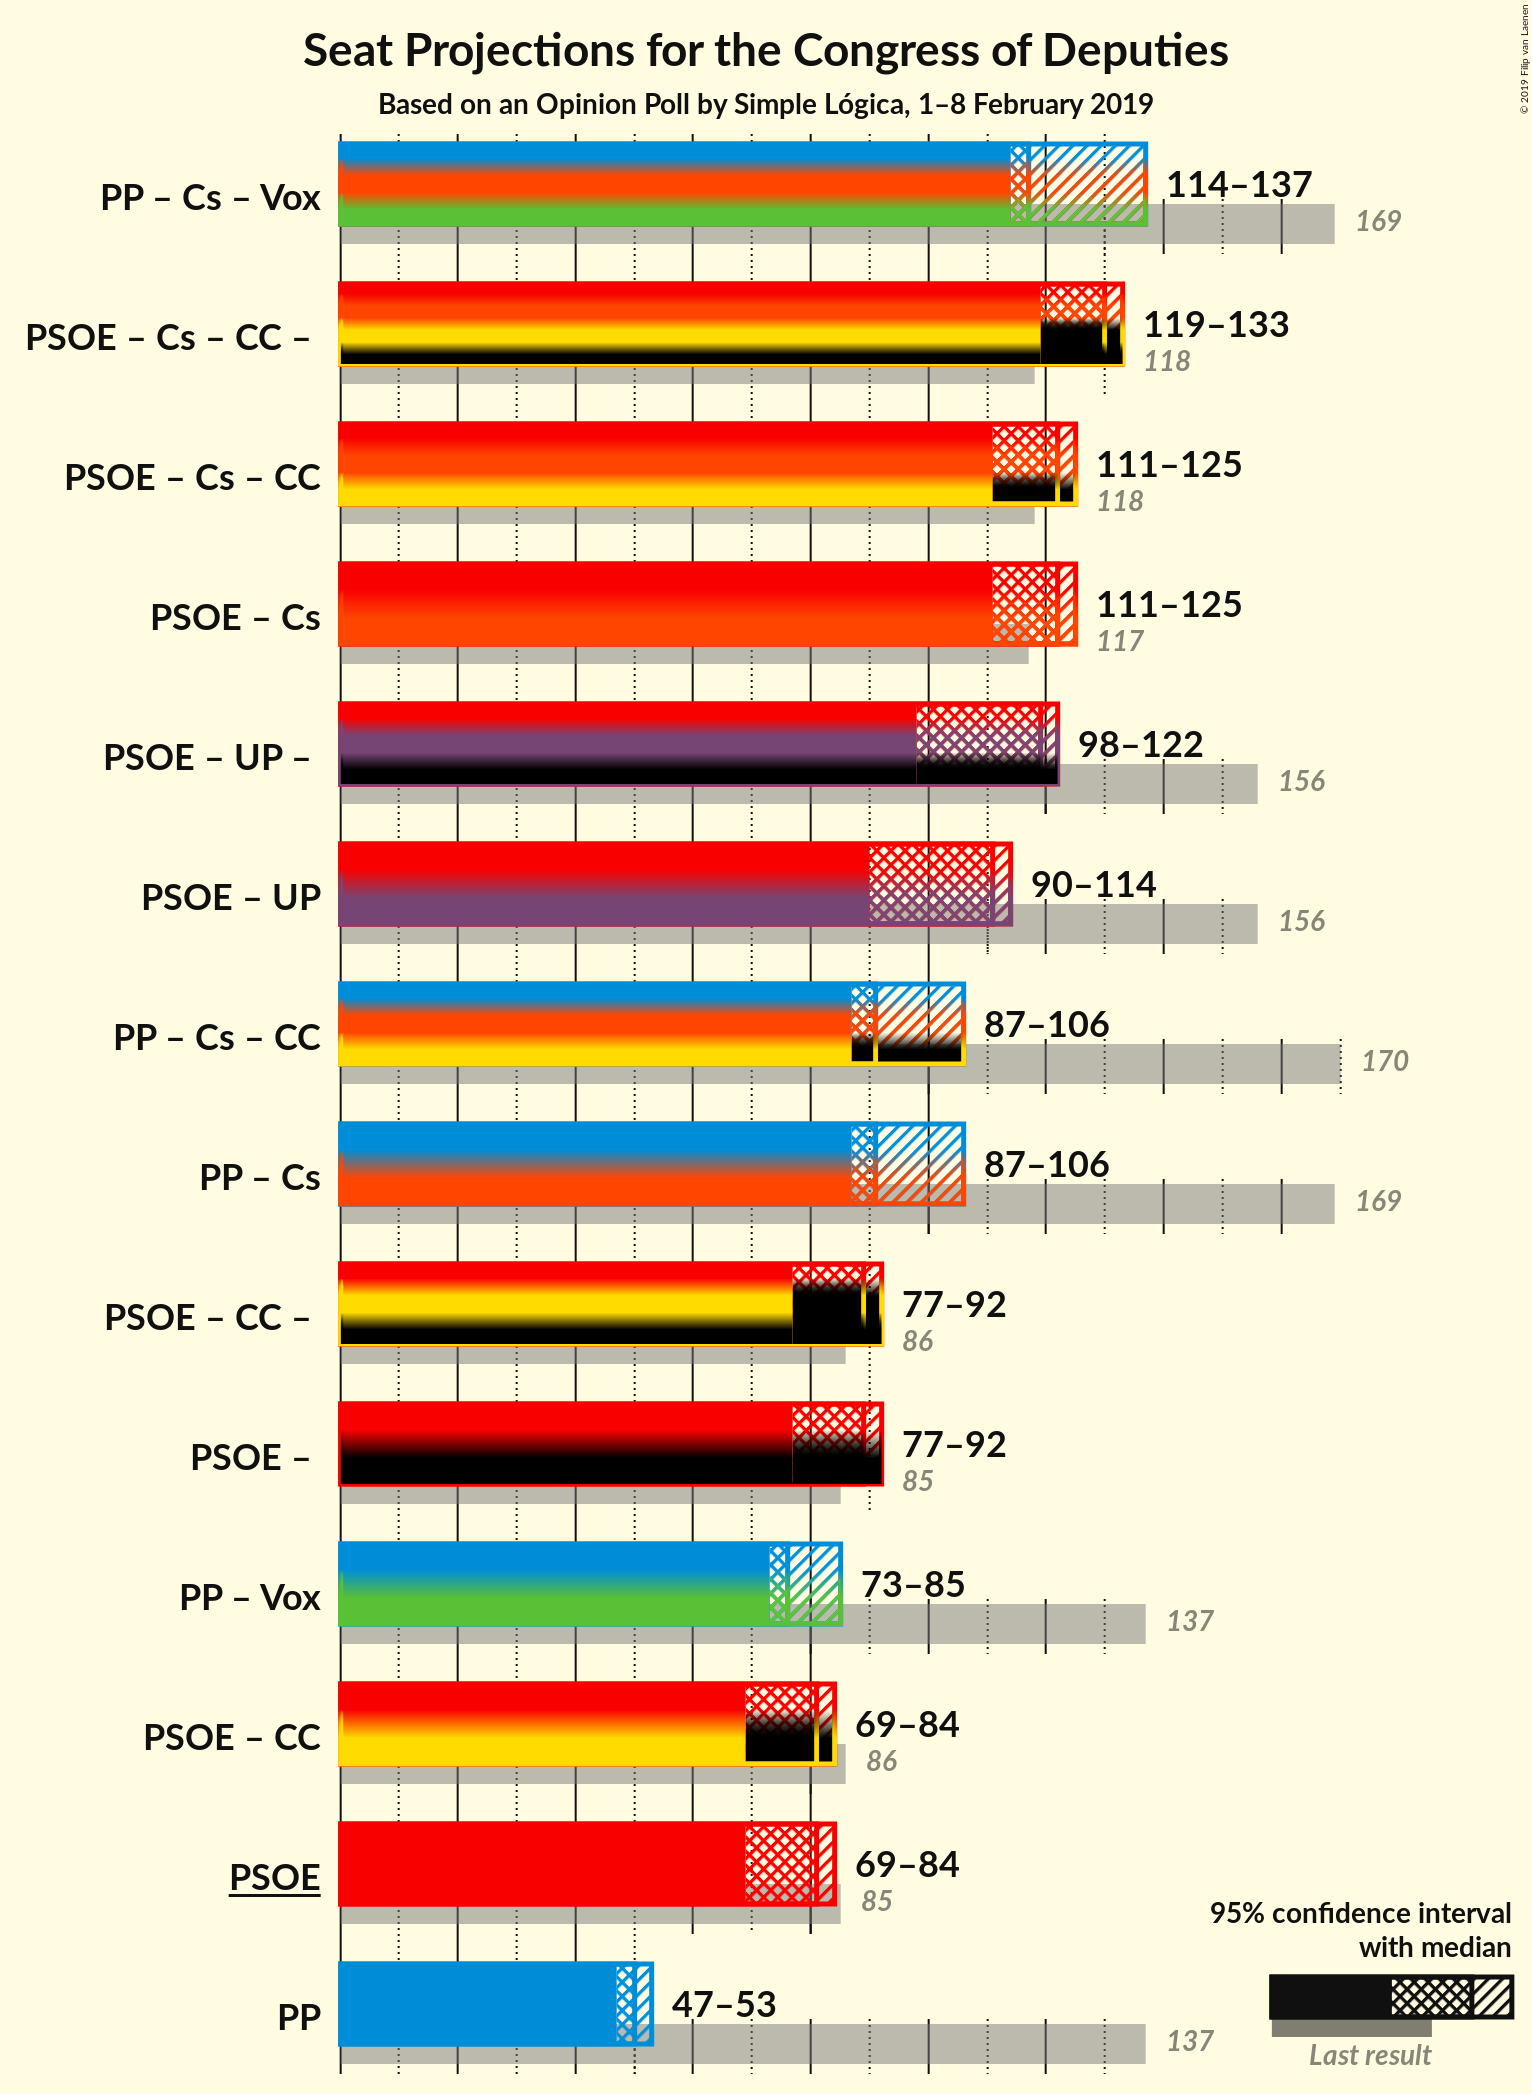 Seat Projections for the Congress of Deputies
Based on an Opinion Poll by Simple Lógica, 1–8 February 2019
© 2019 Filip van Laenen
PP – Cs – Vox
114–137
169
PSOE – Cs – CC –
119–133
118
PSOE – Cs – CC
111–125
118
PSOE – Cs
111–125
117
PSOE – UP –
98–122
156
PSOE – UP
90–114
156
PP – Cs – CC
87–106
170
PP – Cs
87–106
169
PSOE – CC –
77–92
86
PSOE –
77–92
85
PP – Vox
73–85
137
PSOE – CC
69–84
86
PSOE
69–84
85
PP
47–53
137
95% confidence interval
with median
Last result